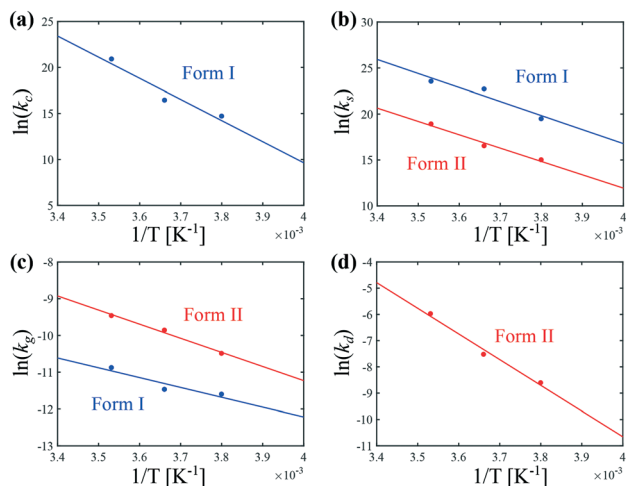 (a)
25
20
15
10
5
ln(k_c)
Form I
3.4 3.5 3.6 3.7 3.8 3.9 4
1/T [K⁻¹]
×10⁻³
(b)
30
25
20
15
10
ln(k_s)
Form I
Form II
3.4 3.5 3.6 3.7 3.8 3.9 4
1/T [K⁻¹]
×10⁻³
(c)
-8
-9
-10
-11
-12
-13
ln(k_g)
Form II
Form I
3.4 3.5 3.6 3.7 3.8 3.9 4
1/T [K⁻¹]
×10⁻³
(d)
-4
-5
-6
-7
-8
-9
-10
-11
ln(k_d)
Form II
3.4 3.5 3.6 3.7 3.8 3.9 4
1/T [K⁻¹]
×10⁻³